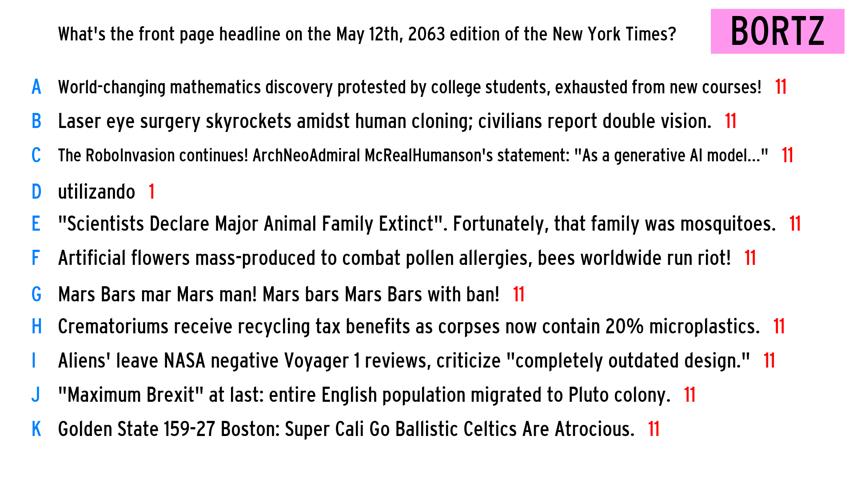 What's the front page headline on the May 12th, 2063 edition of the New York Times?
BORTZ
A World-changing mathematics discovery protested by college students, exhausted from new courses! 11
B Laser eye surgery skyrockets amidst human cloning; civilians report double vision. 11
C The RoboInvasion continues! ArchNeoAdmiral McRealHumanson's statement: "As a generative AI model..." 11
D utilizando 1
E "Scientists Declare Major Animal Family Extinct". Fortunately, that family was mosquitoes. 11
F Artificial flowers mass-produced to combat pollen allergies, bees worldwide run riot! 11
G Mars Bars mar Mars man! Mars bars Mars Bars with ban! 11
H Crematoriums receive recycling tax benefits as corpses now contain 20% microplastics. 11
I Aliens' leave NASA negative Voyager 1 reviews, criticize "completely outdated design." 11
J "Maximum Brexit" at last: entire English population migrated to Pluto colony. 11
K Golden State 159-27 Boston: Super Cali Go Ballistic Celtics Are Atrocious. 11